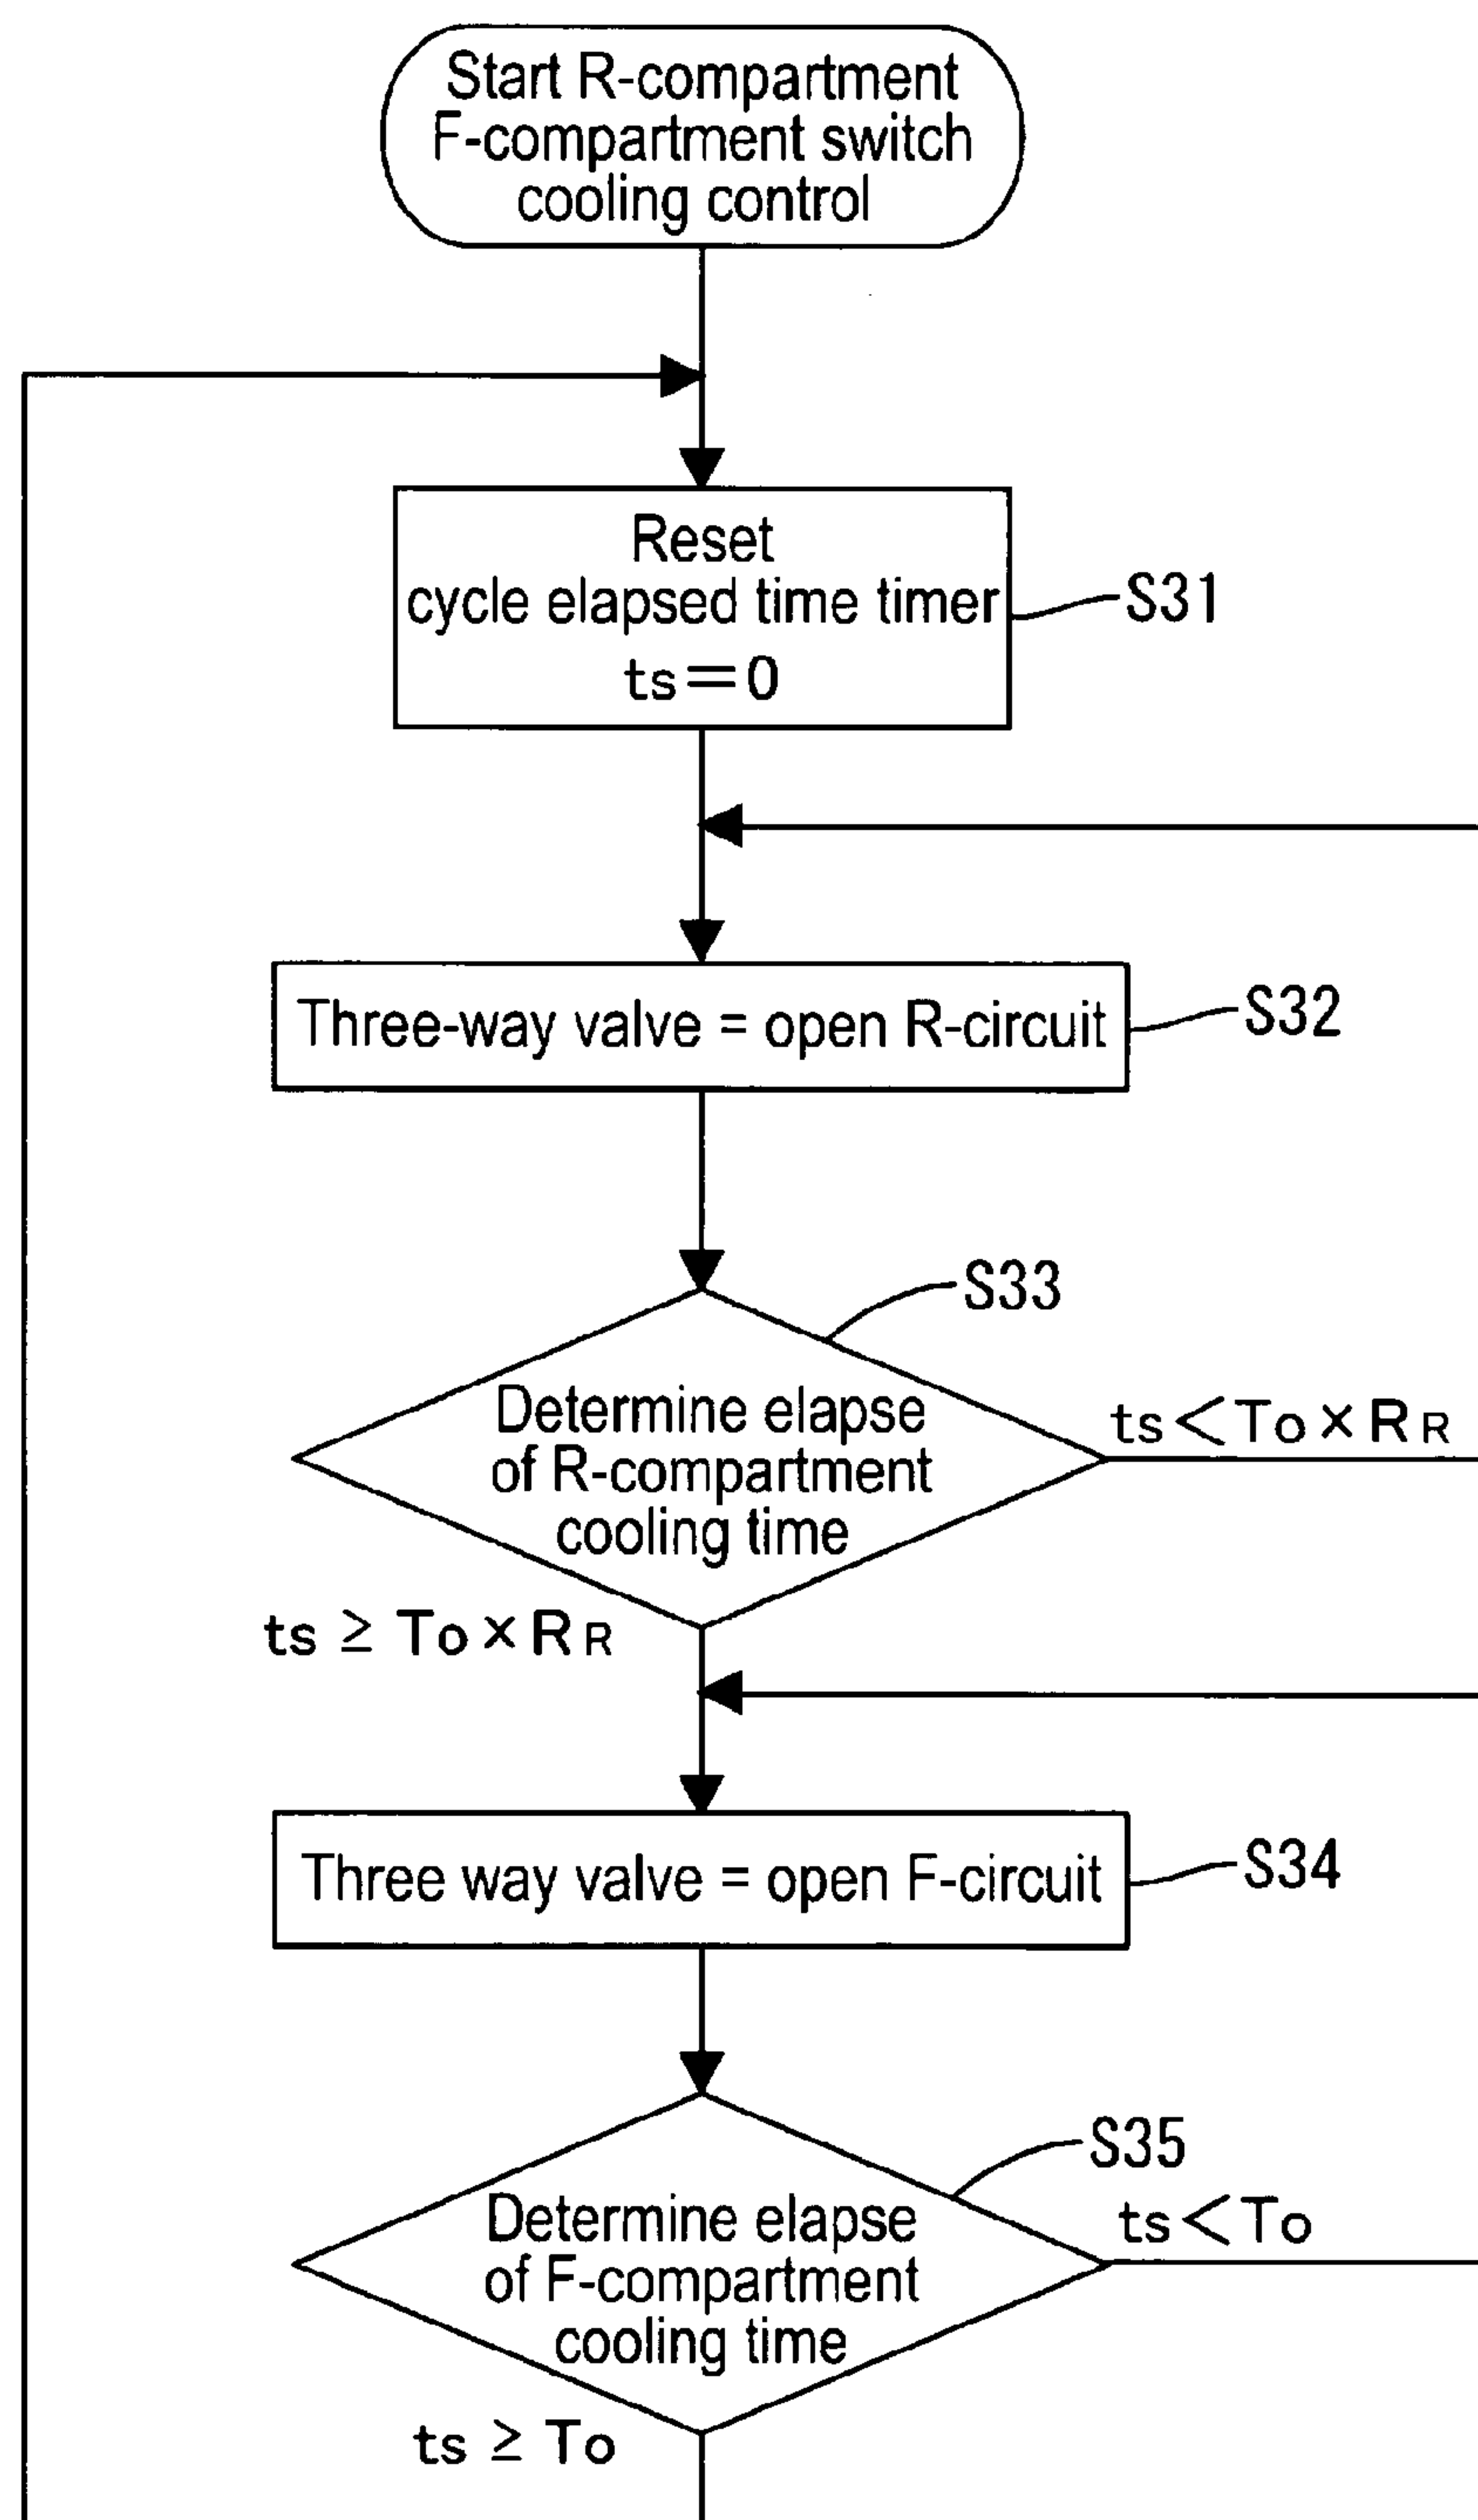 Start R-compartment
F-compartment switch
cooling control
Reset
cycle elapsed time timer
ts=0
S31
Three-way valve = open R-circuit
S32
S33
Determine elapse
of R-compartment
cooling time
ts<To×RR
ts ≥ To×RR
Three way valve = open F-circuit
S34
S35
Determine elapse
of F-compartment
cooling time
ts<To
ts ≥ To